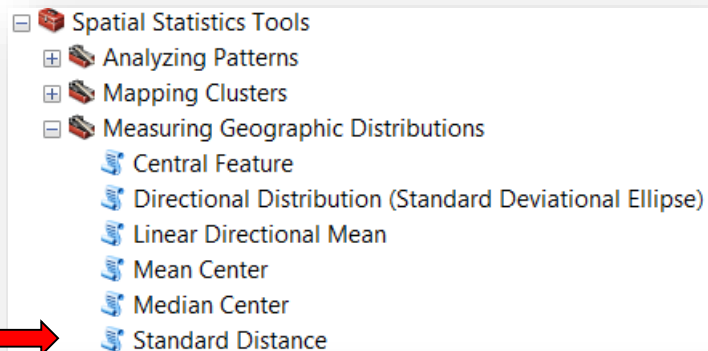 Spatial Statistics Tools
Analyzing Patterns
Mapping Clusters
Measuring Geographic Distributions
Central Feature
Directional Distribution (Standard Deviational Ellipse)
Linear Directional Mean
Mean Center
Median Center
Standard Distance